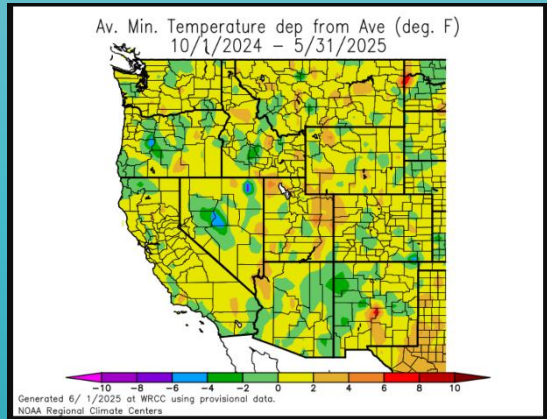 Av. Min. Temperature dep from Ave (deg. F)
10/1/2024 – 5/31/2025
-10 -8 -6 -4 -2 0 2 4 6 8 10
Generated 6/ 1/2025 at WRCC using provisional data.
NOAA Regional Climate Centers